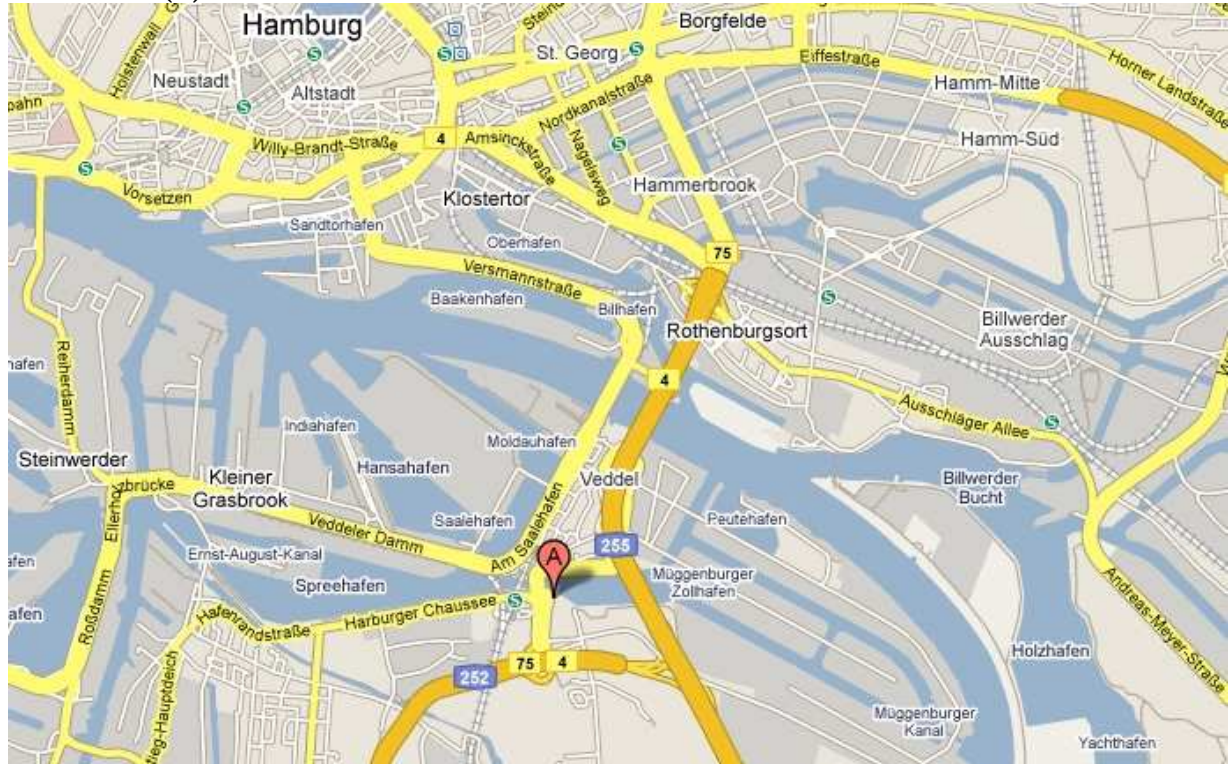 Hamburg
Borgfelde
Holstenwall
St. Georg
Eiffestraße
Horner Landstraße
Neustadt
Altstadt
Nordkanalstraße
Hamm-Mitte
Willy-Brandt-Straße
4
Amsinckstraße
Nagelsweg
Hamm-Süd
Vorsetzen
Klostertor
Hammerbrook
Sandtorhafen
Oberhafen
75
Versmannstraße
Baakenhafen
Billhafen
Rothenburgsort
Billwerder
Ausschlag
Reiherdamm
hafen
4
Ausschläger Allee
Indiahafen
Moldauhafen
Steinwerder
Kleiner
Grasbrook
Hansahafen
Veddel
Billwerder
Bucht
Veddeler Damm
Saalehafen
Am Saalehafen
Peutehafen
Ernst-August-Kanal
A
255
Spreehafen
Müggenburger
Zollhafen
Andreas-Meyer-Straße
Roßdamm
Hafenrandstraße
Harburger Chaussee
Holzhafen
75
4
252
Müggenburger
Kanal
Yachthafen